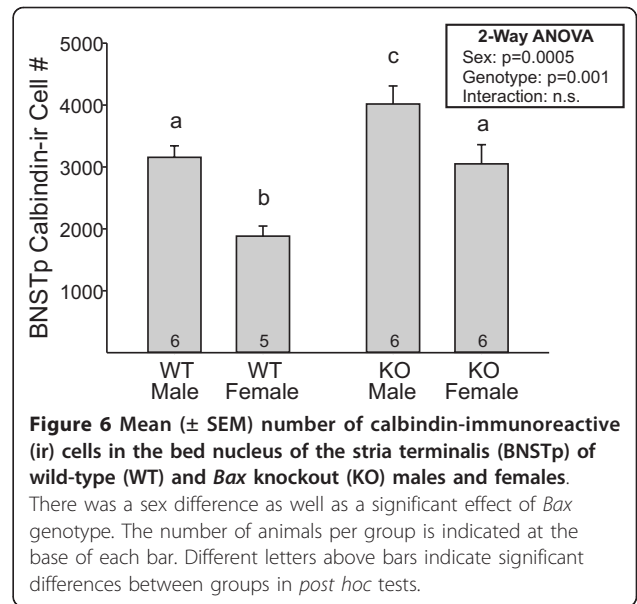 2-Way ANOVA
Sex: p=0.0005
Genotype: p=0.001
Interaction: n.s.
BNSTp Calbindin-ir Cell #
5000
4000
3000
2000
1000
a
b
c
a
6
5
6
6
WT
Male
WT
Female
KO
Male
KO
Female
Figure 6 Mean (± SEM) number of calbindin-immunoreactive
(ir) cells in the bed nucleus of the stria terminalis (BNSTp) of
wild-type (WT) and Bax knockout (KO) males and females.
There was a sex difference as well as a significant effect of Bax
genotype. The number of animals per group is indicated at the
base of each bar. Different letters above bars indicate significant
differences between groups in post hoc tests.